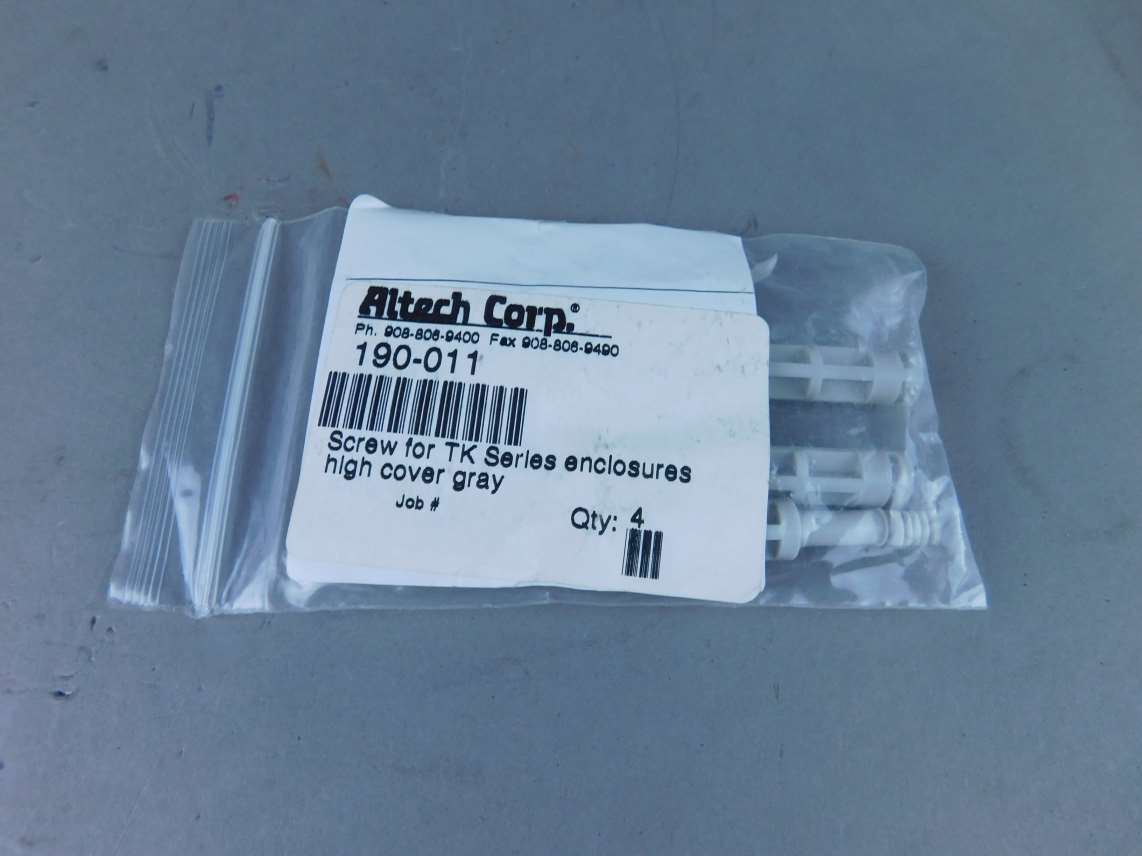 Altech Corp.®
Ph. 908-806-9400 Fax 908-806-9490
190-011
Screw for TK Series enclosures
high cover gray
Job #
Qty: 4